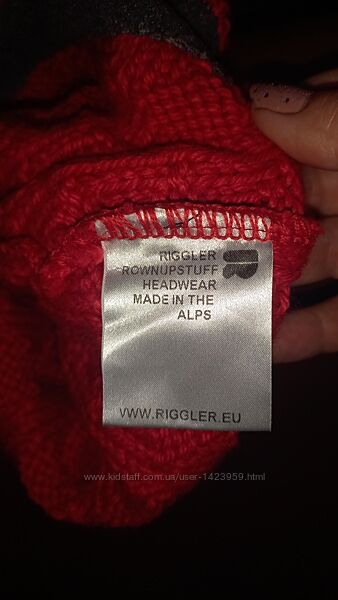 RIGGLER
ROWNUPSTUFF
HEADWEAR
MADE IN THE
ALPS
WWW.RIGGLER.EU
www.kidstaff.com.ua/user-1423959.html